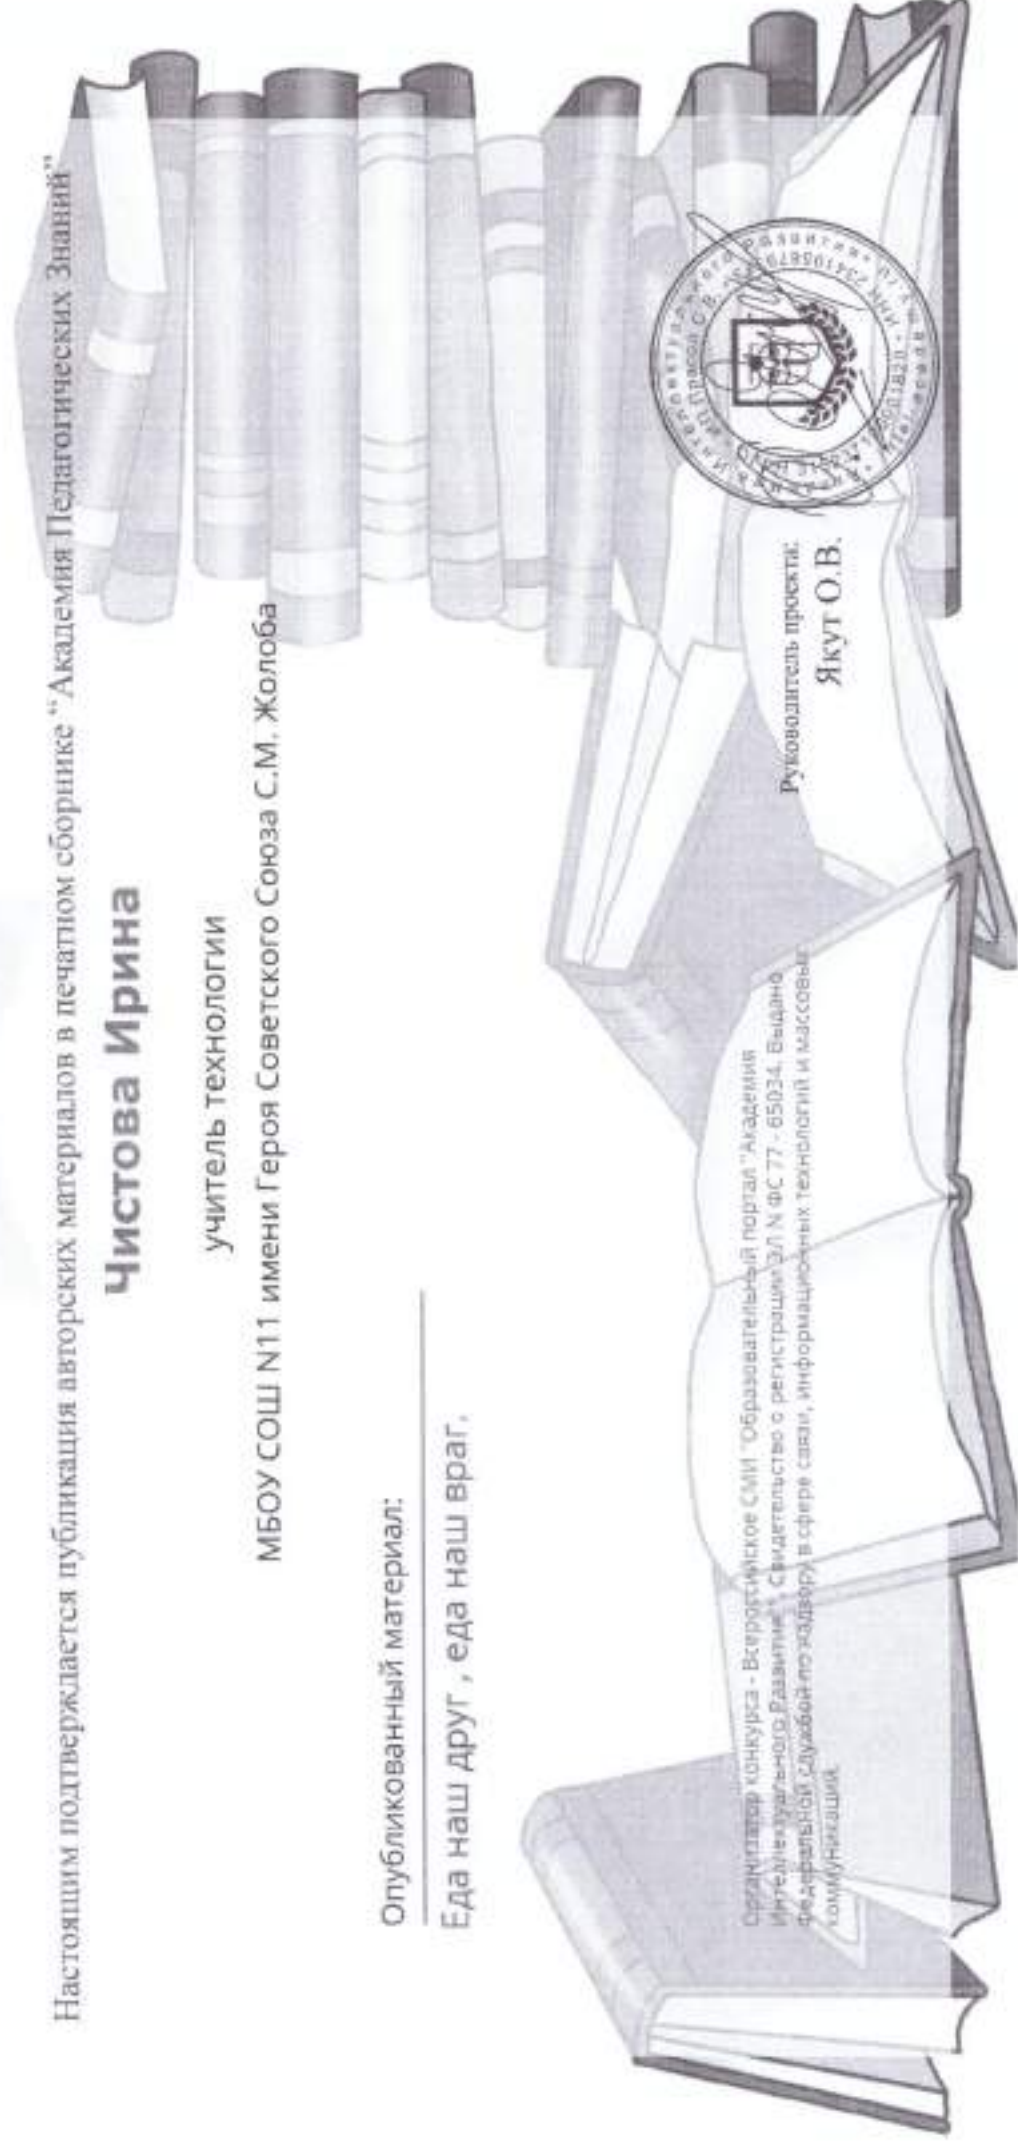 Настоящим подтверждается публикация авторских материалов в печатном сборнике "Академия Педагогических Знаний"
Чистова Ирина
учитель технологии
МБОУ СОШ N11 имени Героя Советского Союза С.М. Жолоба
Опубликованный материал:
Еда наш друг , еда наш враг.
Руководитель проекта:
Якут О.В.
Организатор конкурса - Всероссийское СМИ "Образовательный портал "Академия
Интеллектуального Развития". Свидетельство о регистрации ЭЛ N ФС 77 - 65034. Выдано
Федеральной службой по надзору в сфере связи, информационных технологий и массовых
коммуникаций.